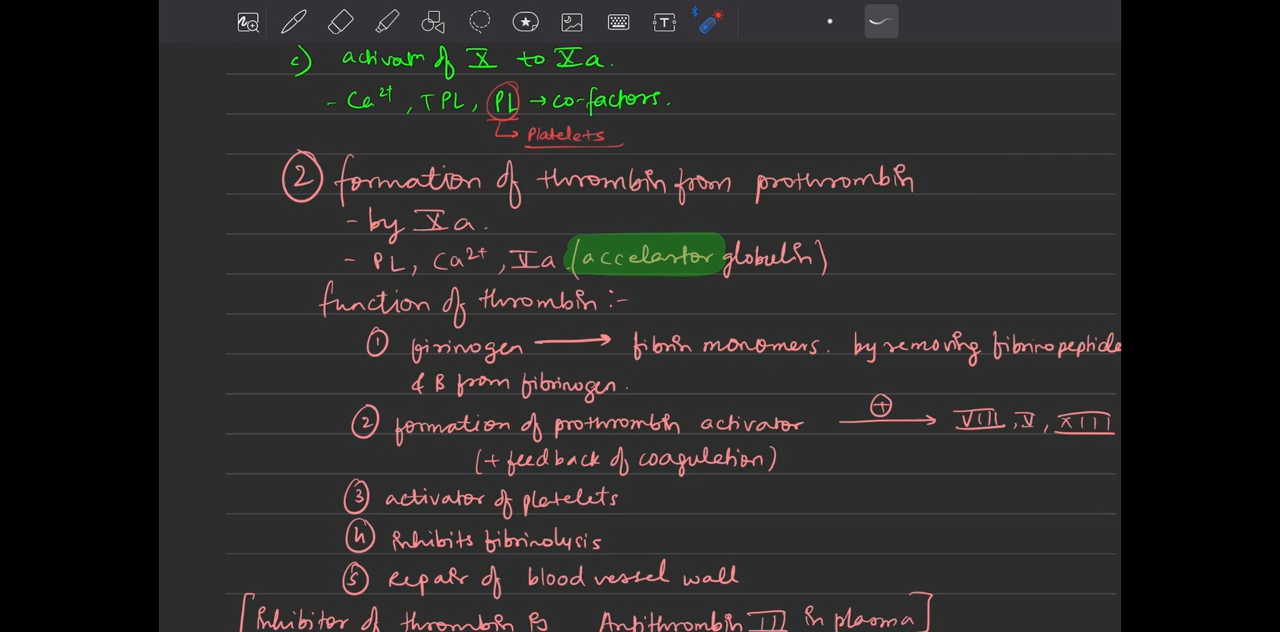 c) activatn of X to Xa.
- Ca²⁺, TPL, PL → co-factors.
↳ Platelets
② formation of thrombin from prothrombin
- by Xa.
- PL, Ca²⁺, Va (accelartor globulin)
function of thrombin :-
① firinogen → fibrin monomers. by removing fibrinopeptide
& B from fibrinogen.
② formation of prothrombin activator ⊕→ VIII, V, XIII
(+ feedback of coagulation)
③ activator of platelets
④ inhibits fibrinolysis
⑤ repair of blood vessel wall
[Inhibitor of thrombin is Antithrombin III in plasma]